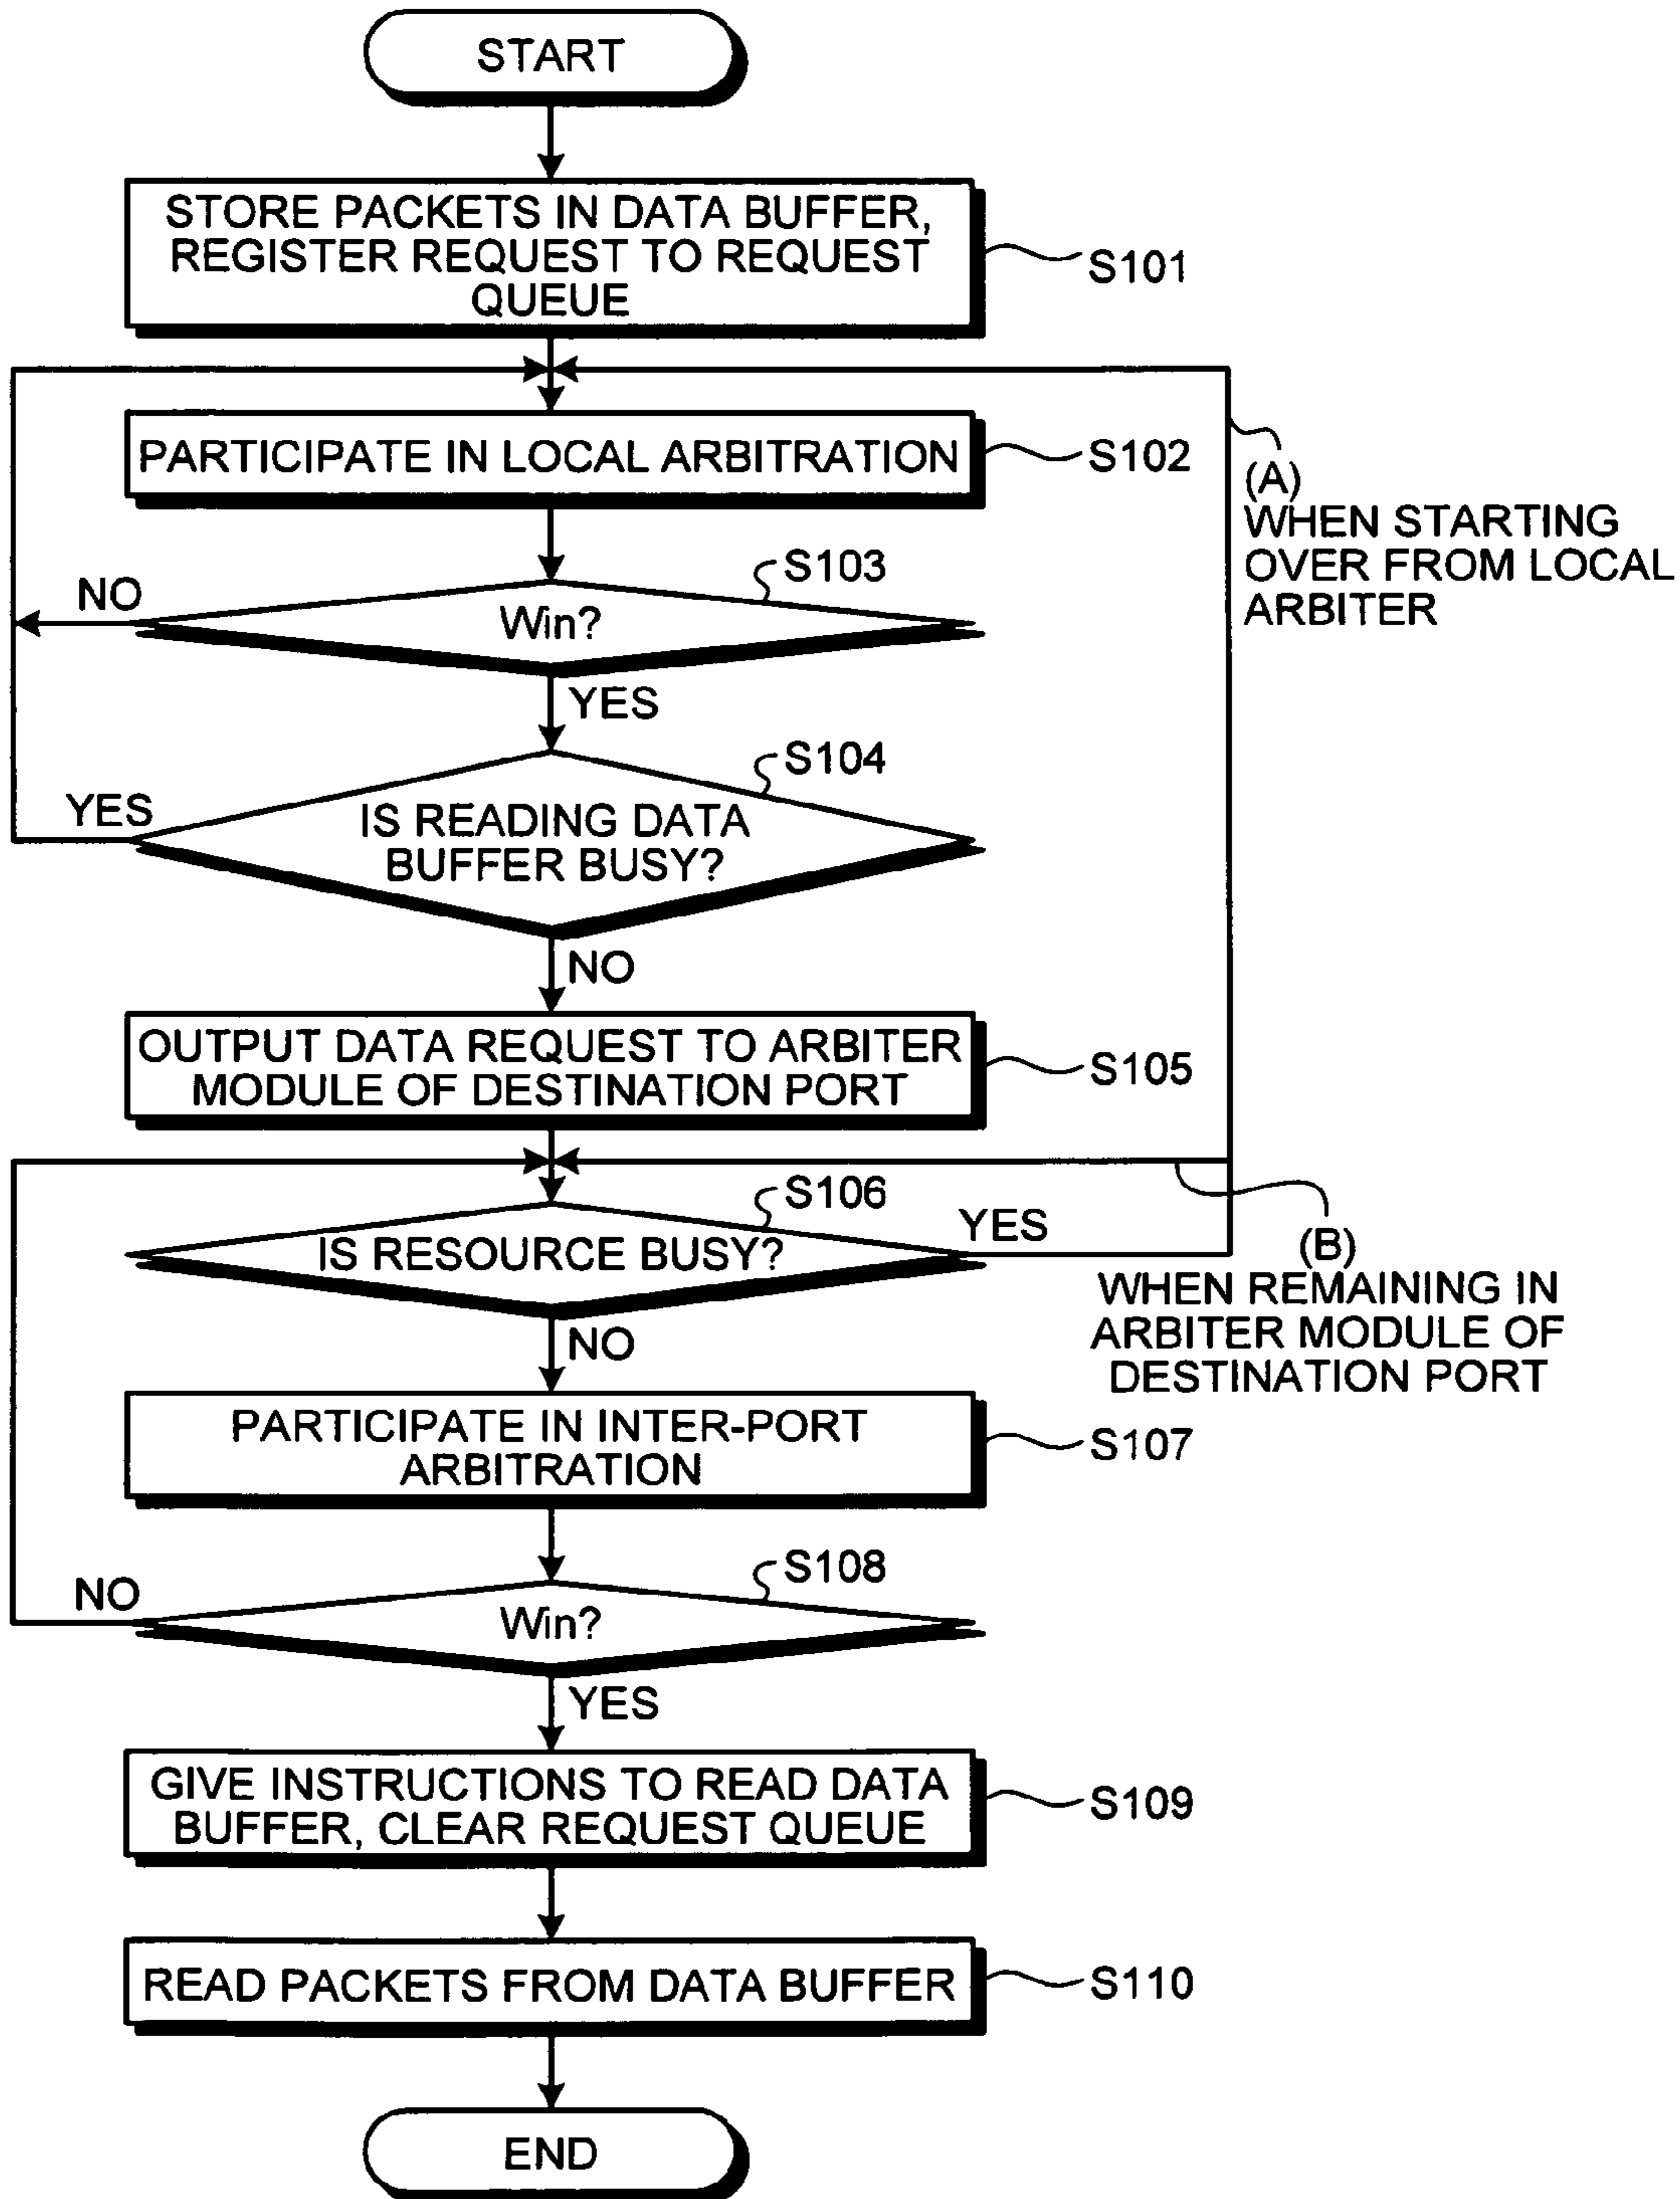 START
STORE PACKETS IN DATA BUFFER,
REGISTER REQUEST TO REQUEST
QUEUE
S101
PARTICIPATE IN LOCAL ARBITRATION
S102
(A)
WHEN STARTING
OVER FROM LOCAL
ARBITER
S103
NO
Win?
YES
S104
YES
IS READING DATA
BUFFER BUSY?
NO
OUTPUT DATA REQUEST TO ARBITER
MODULE OF DESTINATION PORT
S105
S106
IS RESOURCE BUSY?
YES
(B)
WHEN REMAINING IN
ARBITER MODULE OF
DESTINATION PORT
NO
PARTICIPATE IN INTER-PORT
ARBITRATION
S107
S108
NO
Win?
YES
GIVE INSTRUCTIONS TO READ DATA
BUFFER, CLEAR REQUEST QUEUE
S109
READ PACKETS FROM DATA BUFFER
S110
END